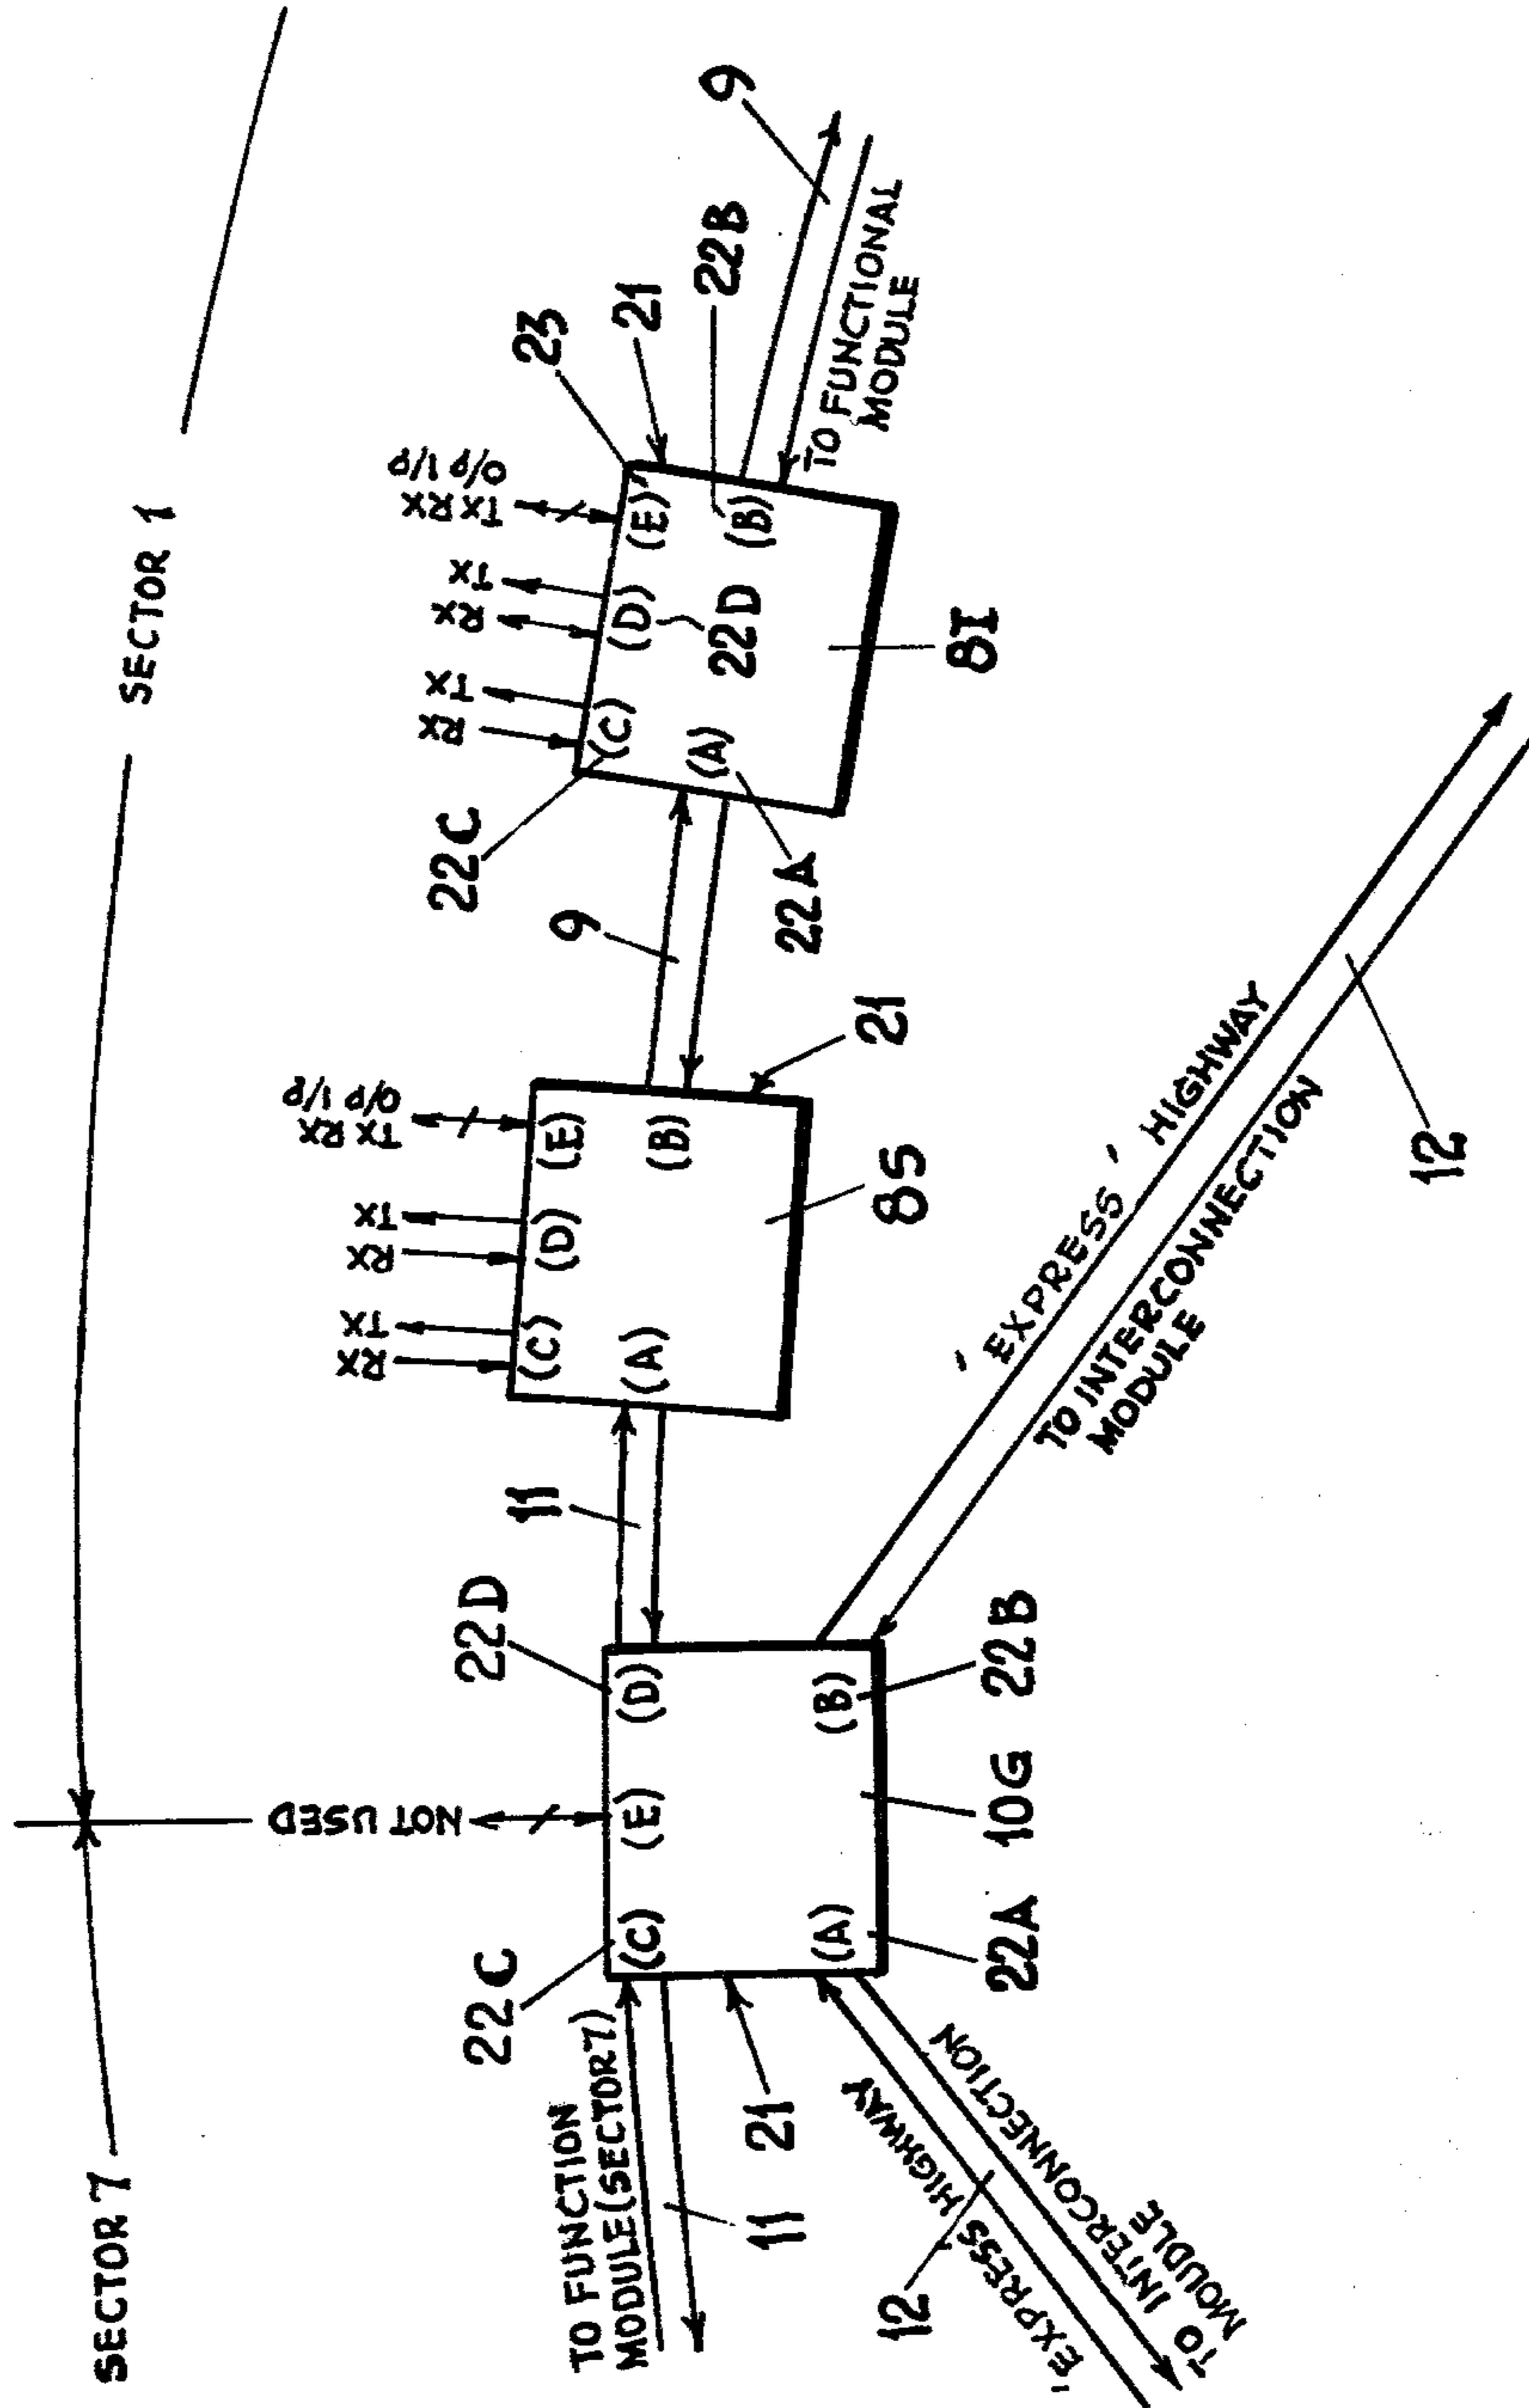 SECTOR 7
SECTOR 1
NOT USED
RX
TX
RX
TX
TX RX
O/P I/P
RX
TX
RX
TX
TX RX
O/P I/P
23
21
9
22C
22D
11
9
22C
22B
TO FUNCTION
MODULE (SECTOR 7)
(C)
(E)
(D)
(C)
(D)
(E)
(C)
(D)
(E)
22D
(A)
(B)
(A)
(B)
(A)
(B)
TO FUNCTIONAL
MODULE
11
21
22A
10G
22B
8S
21
22A
8I
12
'EXPRESS HIGHWAY
TO INTERCONNECTION
MOUDLE
'EXPRESS' HIGHWAY
TO INTERCONNECTION
MODULE
12